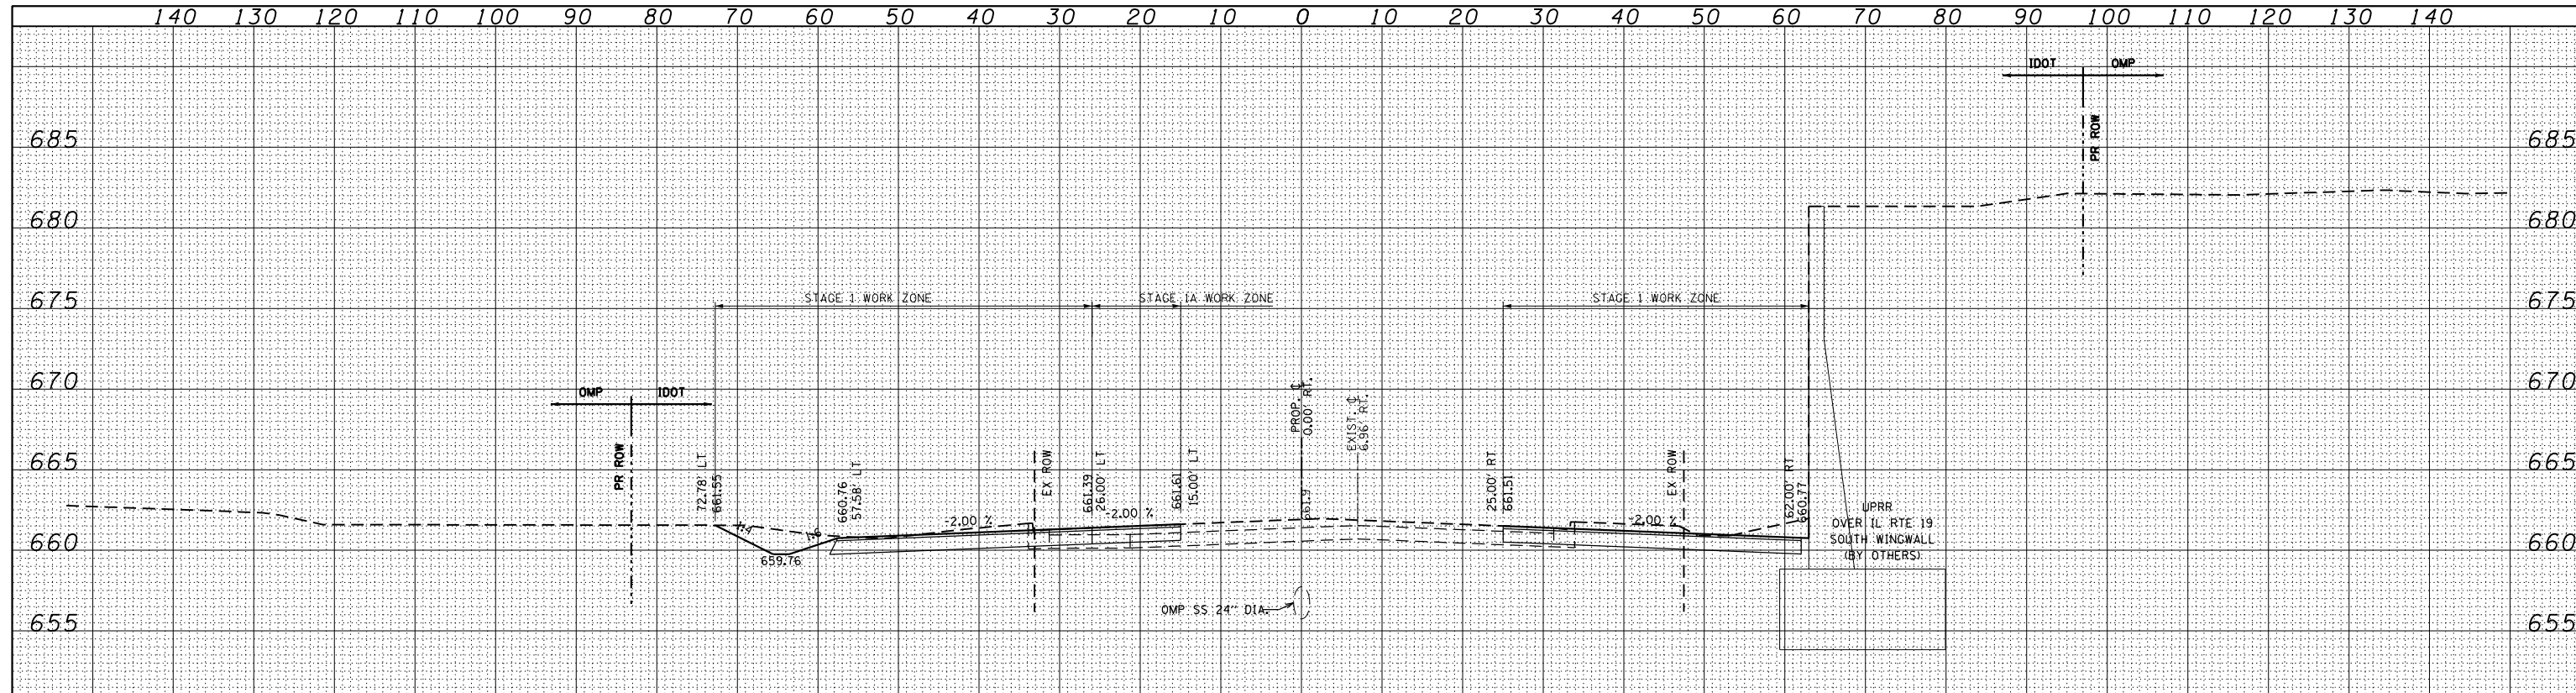 140 130 120 110 100 90 80 70 60 50 40 30 20 10 0 10 20 30 40 50 60 70 80 90 100 110 120 130 140
IDOT OMP
PR ROW
685 685
680 680
675 675
STAGE 1 WORK ZONE
STAGE 1A WORK ZONE
STAGE 1 WORK ZONE
670 670
OMP IDOT
PR ROW
PROP. ℄
0.00' RT.
EXIST. ℄
6.96' RT.
665 665
72.78' LT
661.55
660.76
57.58' LT
EX ROW
661.39
26.00' LT
661.61
15.00' LT
661.9
25.00' RT
661.51
EX ROW
62.00' RT
660.77
1:4
1:6
-2.00 %
-2.00 %
-2.00 %
660 660
659.76
UPRR
OVER IL RTE 19
SOUTH WINGWALL
(BY OTHERS)
OMP SS 24" DIA.
655 655